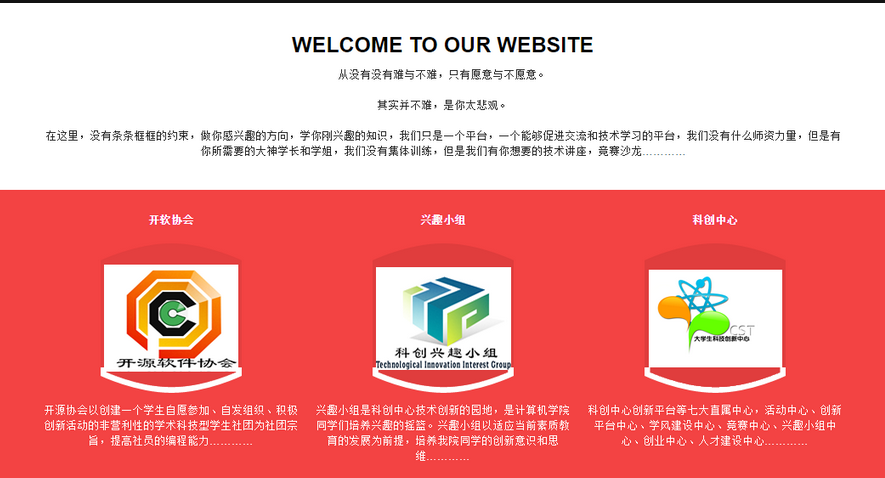 WELCOME TO OUR WEBSITE
从没有没有难与不难，只有愿意与不愿意。
其实并不难，是你太悲观。
在这里，没有条条框框的约束，做你感兴趣的方向，学你刚兴趣的知识，我们只是一个平台，一个能够促进交流和技术学习的平台，我们没有什么师资力量，但是有
你所需要的大神学长和学姐，我们没有集体训练，但是我们有你想要的技术讲座，竞赛沙龙…………
开软协会
兴趣小组
科创中心
开源软件协会
科创兴趣小组
Technological Innovation Interest Group
CST
大学生科技创新中心
开源协会以创建一个学生自愿参加、自发组织、积极
创新活动的非营利性的学术科技型学生社团为社团宗
旨，提高社员的编程能力…………
兴趣小组是科创中心技术创新的园地，是计算机学院
同学们培养兴趣的摇篮。兴趣小组以适应当前素质教
育的发展为前提，培养我院同学的创新意识和思
维…………
科创中心创新平台等七大直属中心，活动中心、创新
平台中心、学风建设中心、竞赛中心、兴趣小组中
心、创业中心、人才建设中心…………